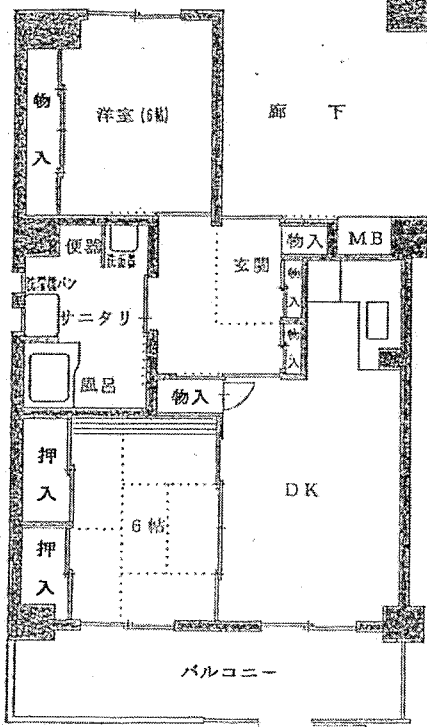 物入
洋室(6帖)
廊下
便器
洗面器
物入
MB
玄関
物入
洗濯機パン
サニタリ
物入
風呂
物入
押入
6帖
DK
押入
バルコニー